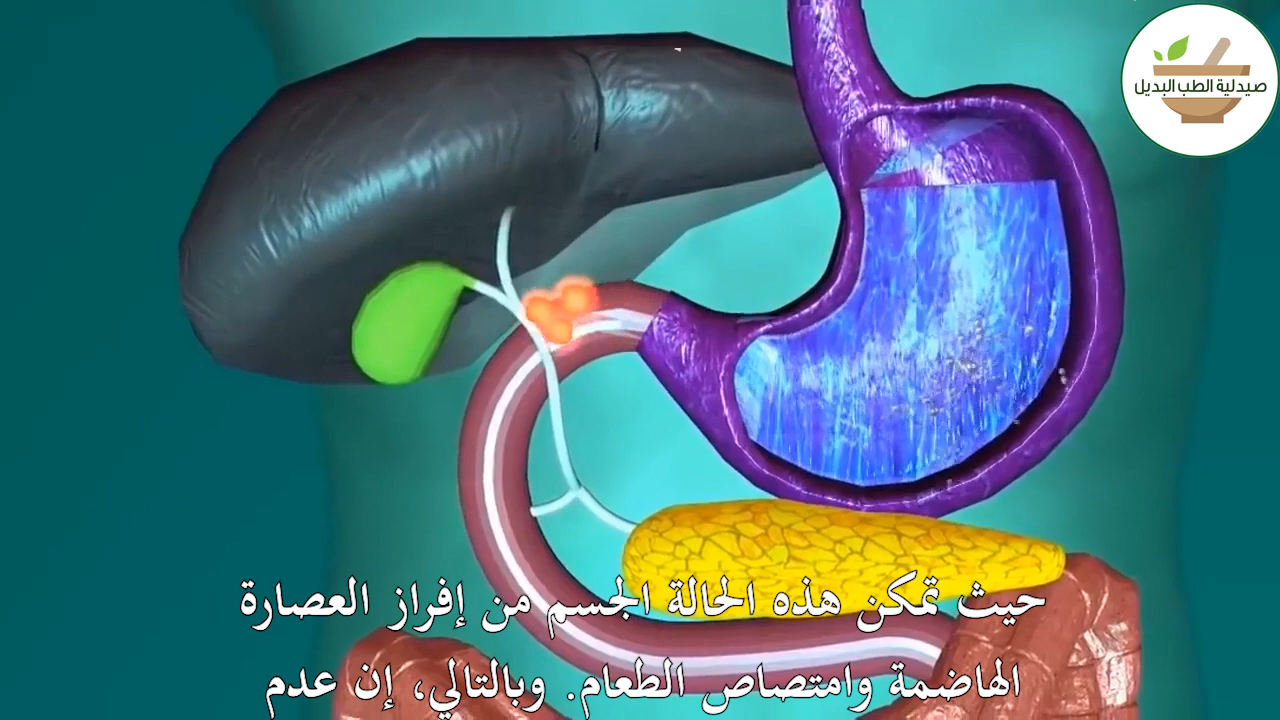 صيدلية الطب البديل
حيث تمكن هذه الحالة الجسم من إفراز العصارة
الهاضمة وامتصاص الطعام. وبالتالي، إن عدم